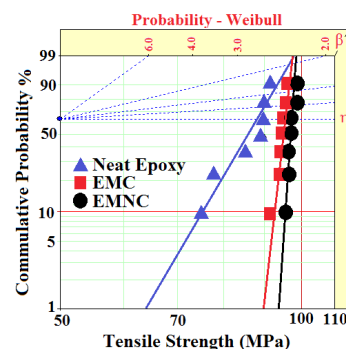 Probability - Weibull
6.0
4.0
3.0
2.0
β
η
99
90
50
10
5
1
Commulative Probability %
Neat Epoxy
EMC
EMNC
50
70
100
110
Tensile Strength (MPa)